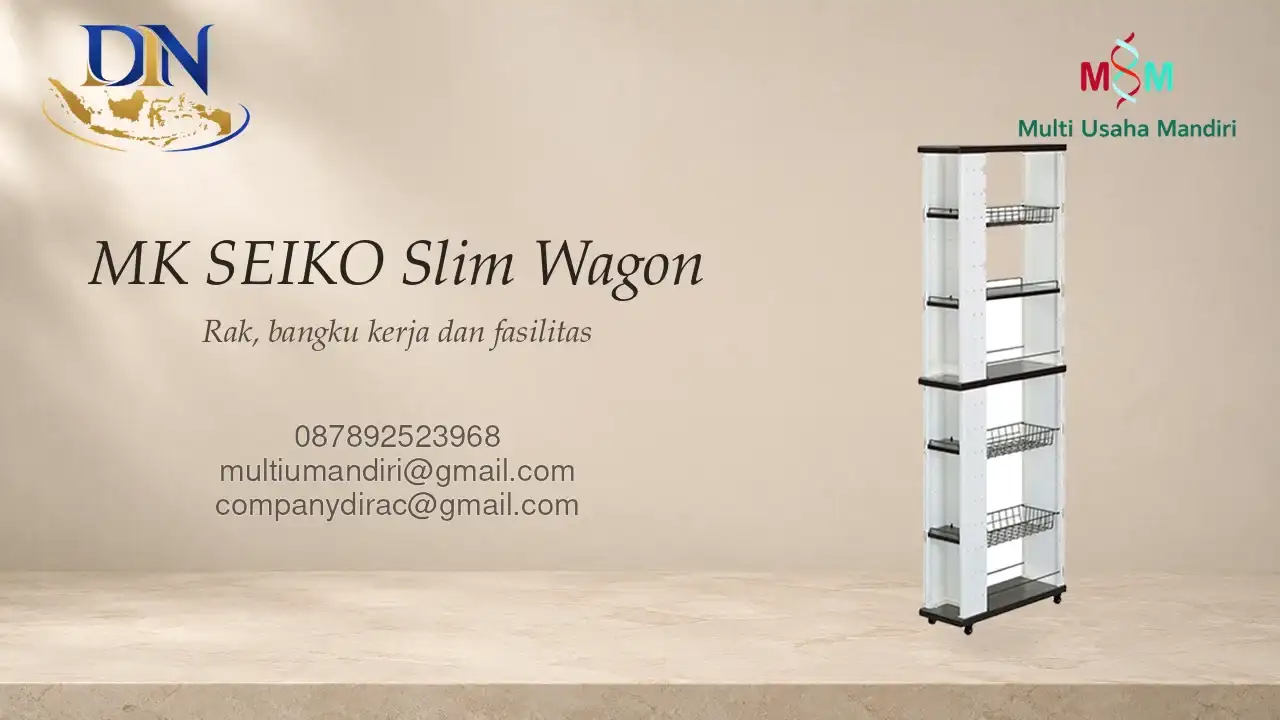 DIN
M M
Multi Usaha Mandiri
MK SEIKO Slim Wagon
Rak, bangku kerja dan fasilitas
087892523968
multiumandiri@gmail.com
companydirac@gmail.com